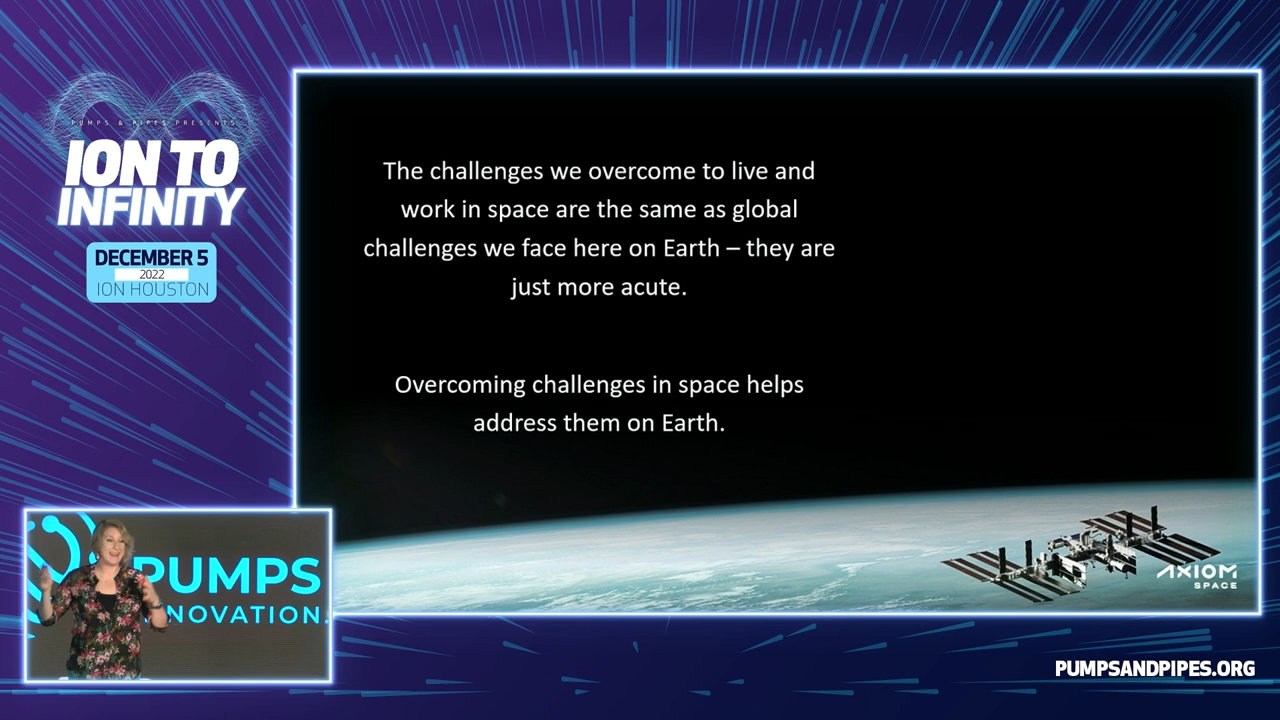 PUMPS & PIPES PRESENTS
ION TO
INFINITY
DECEMBER 5
2022
ION HOUSTON
The challenges we overcome to live and
work in space are the same as global
challenges we face here on Earth – they are
just more acute.
Overcoming challenges in space helps
address them on Earth.
AXIOM
SPACE
PUMPS
NOVATION.
PUMPSANDPIPES.ORG